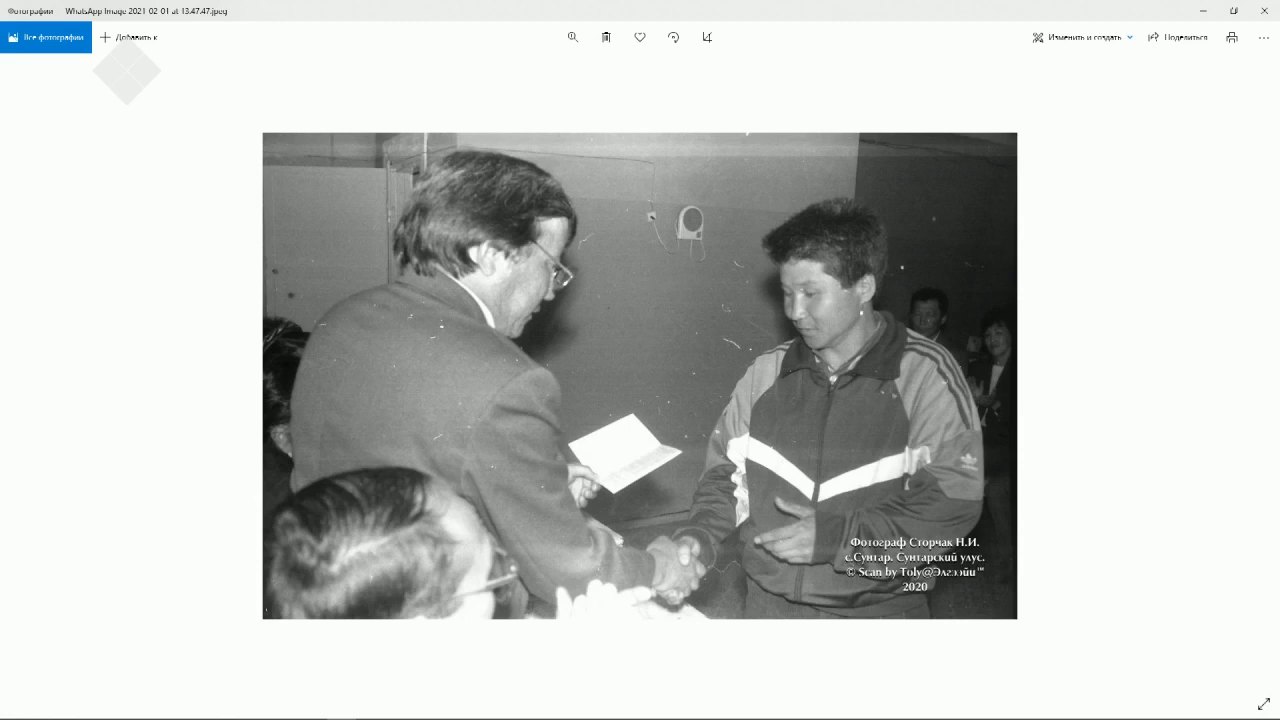 Фотографии WhatsApp Image 2021-02-01 at 13.47.47.jpeg
Все фотографии
Добавить к
Изменить и создать
Поделиться
Фотограф Сторчак Н.И.
с.Сунтар. Сунтарский улус.
© Scan by Toly@Элгээйи™
2020